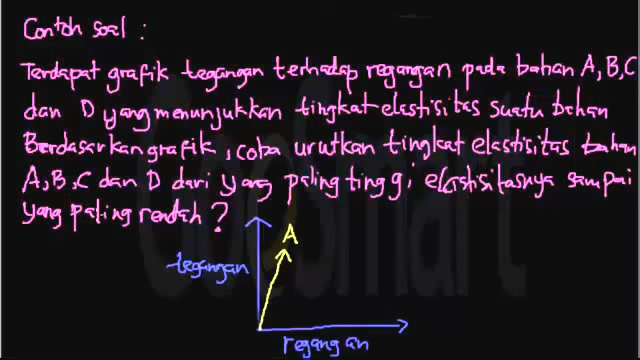 Contoh soal :
Terdapat grafik tegangan terhadap regangan pada bahan A, B, C
dan D yang menunjukkan tingkat elastisitas suatu bahan
Berdasarkan grafik, coba urutkan tingkat elastisitas bahan
A, B, C dan D dari yang paling tinggi elastisitasnya sampai
yang paling rendah ?
A
tegangan
regangan